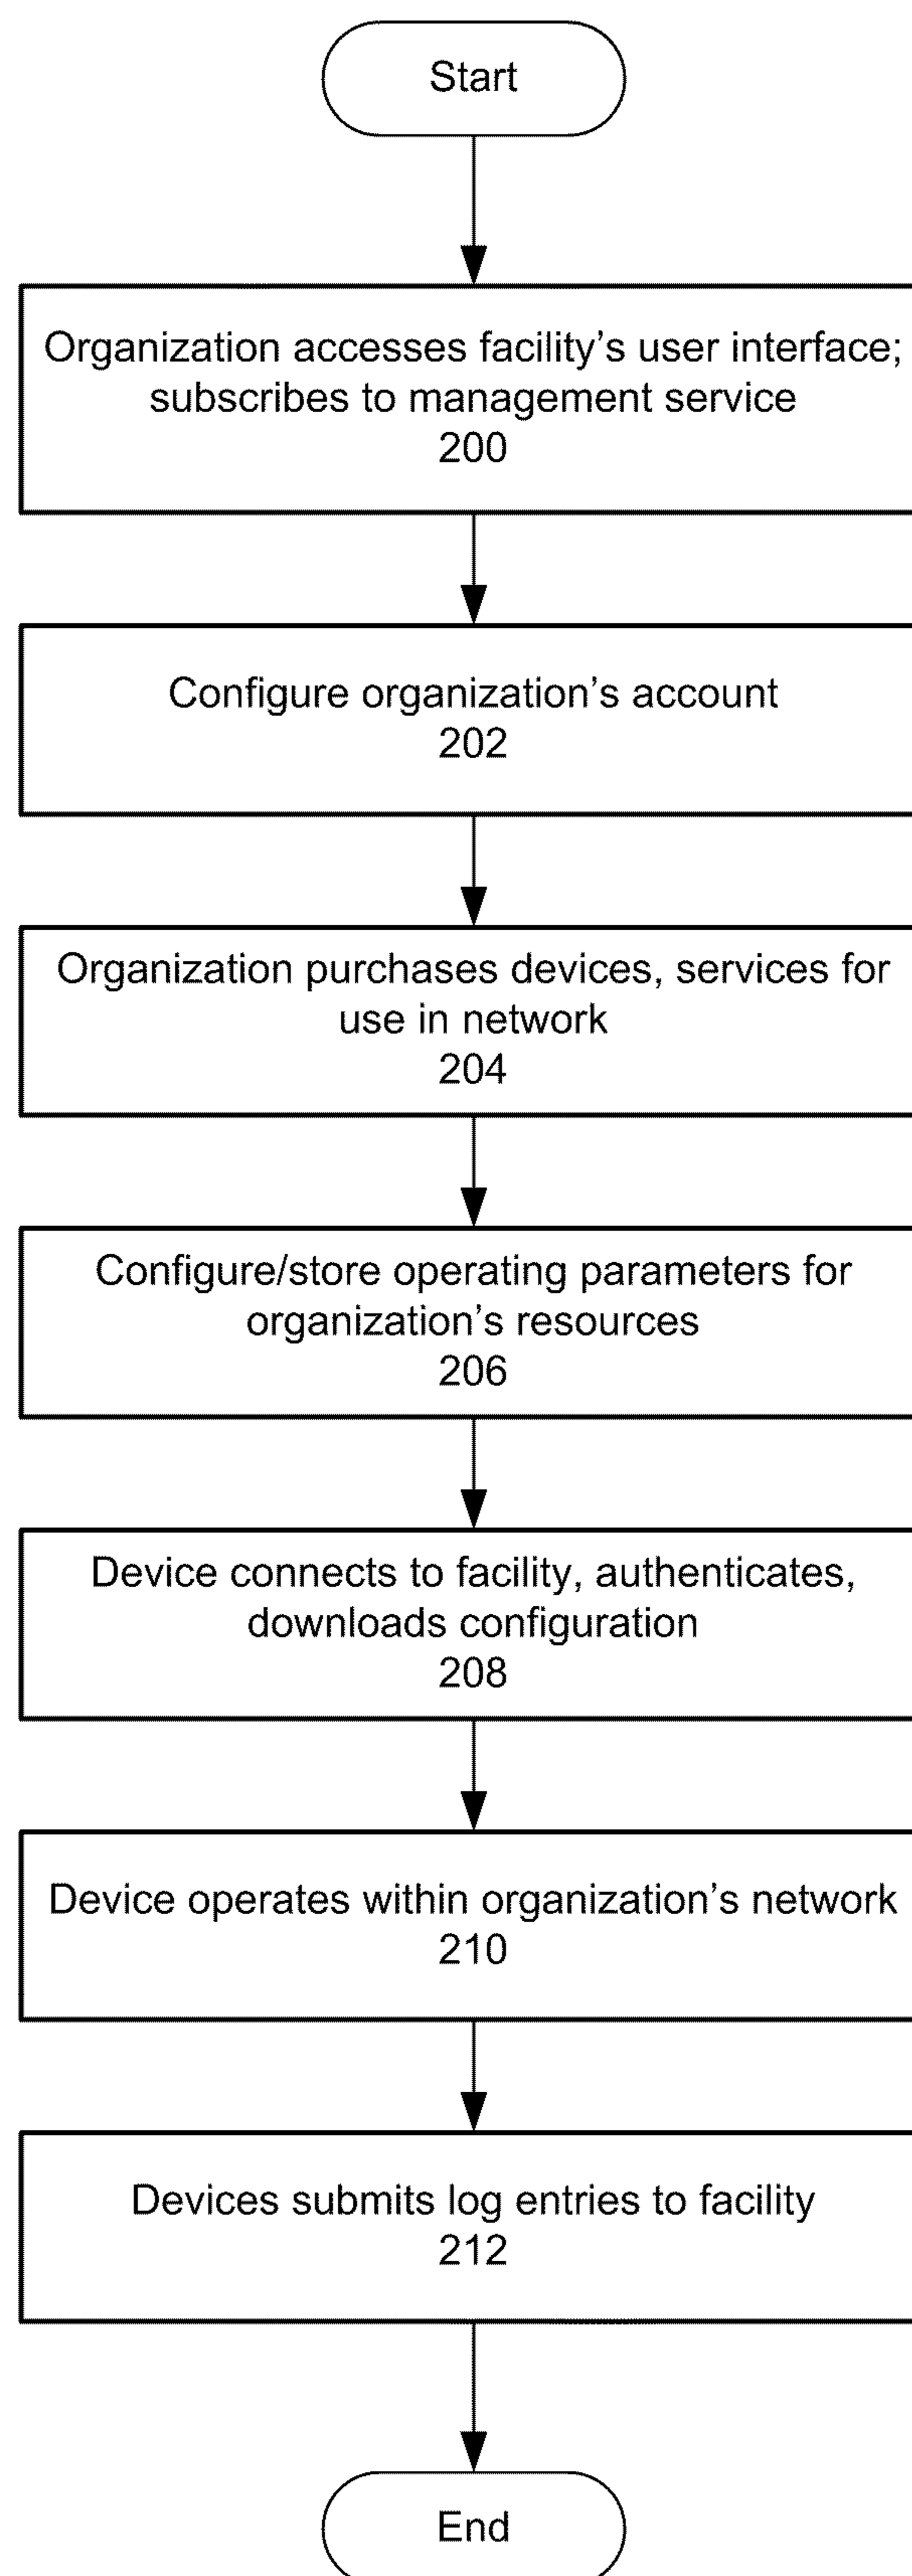 Start
Organization accesses facility’s user interface;
subscribes to management service
200
Configure organization’s account
202
Organization purchases devices, services for
use in network
204
Configure/store operating parameters for
organization’s resources
206
Device connects to facility, authenticates,
downloads configuration
208
Device operates within organization’s network
210
Devices submits log entries to facility
212
End